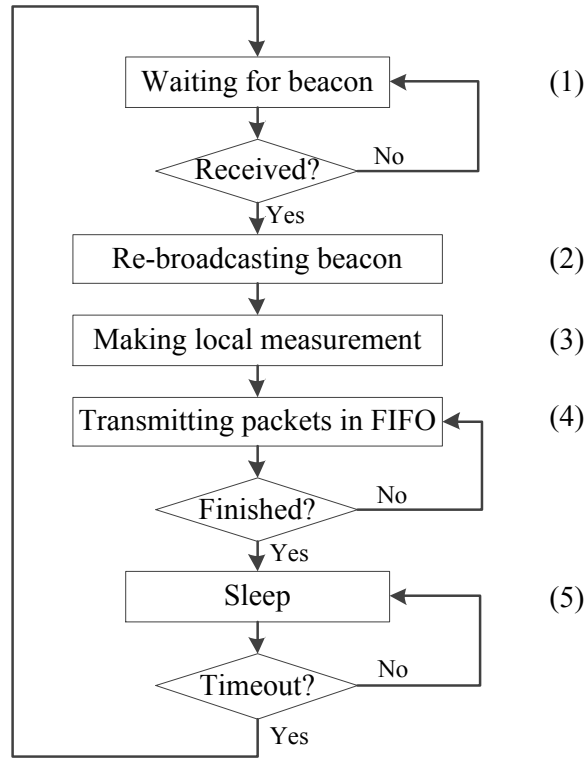 Waiting for beacon (1)
Received? No
Yes
Re-broadcasting beacon (2)
Making local measurement (3)
Transmitting packets in FIFO (4)
Finished? No
Yes
Sleep (5)
Timeout? No
Yes